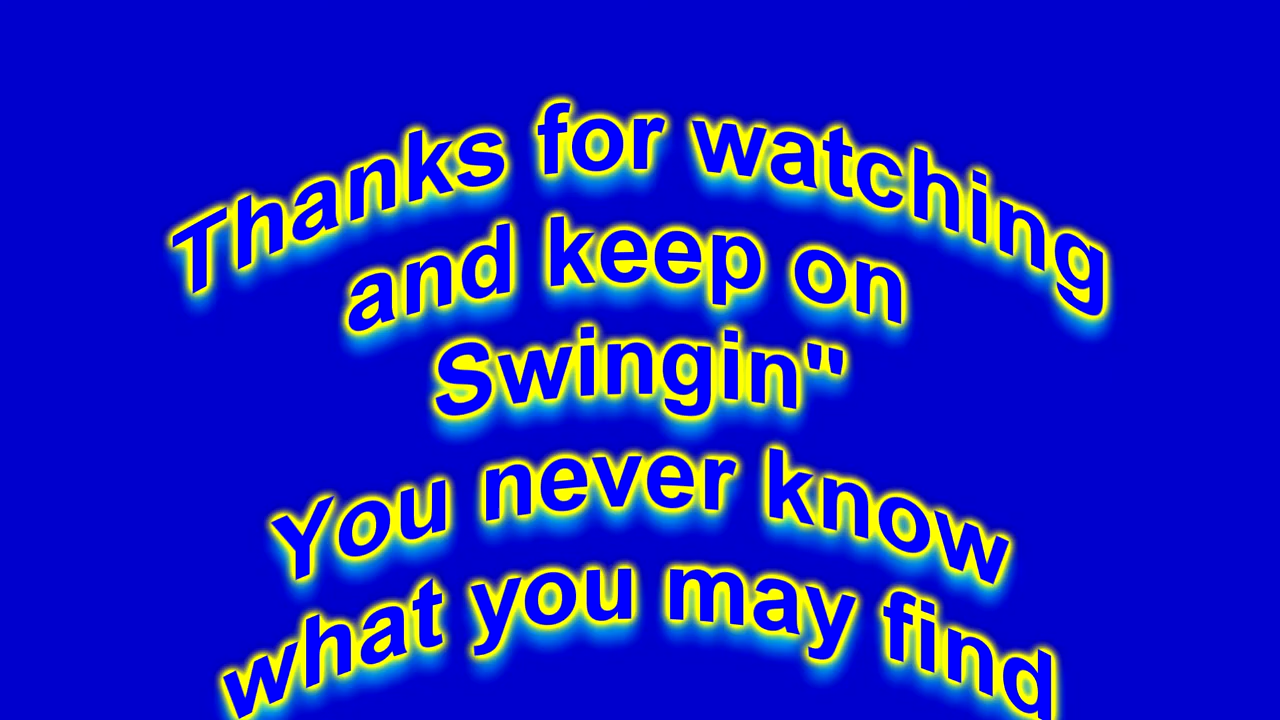 Thanks for watching
and keep on
Swingin"
You never know
what you may find